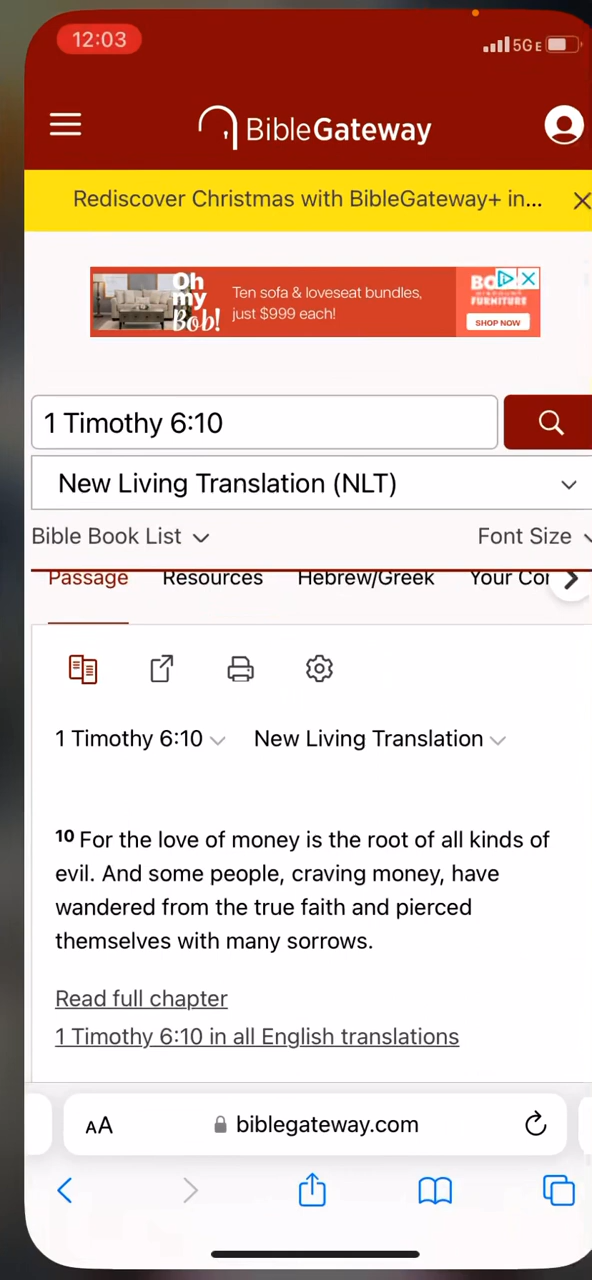 12:03
5GE
BibleGateway
Rediscover Christmas with BibleGateway+ in...
Oh
my
Bob!
Ten sofa & loveseat bundles,
just $999 each!
FURNITURE
SHOP NOW
1 Timothy 6:10
New Living Translation (NLT)
Bible Book List
Font Size
Passage Resources Hebrew/Greek Your Cor
1 Timothy 6:10 New Living Translation
10 For the love of money is the root of all kinds of
evil. And some people, craving money, have
wandered from the true faith and pierced
themselves with many sorrows.
Read full chapter
1 Timothy 6:10 in all English translations
AA biblegateway.com